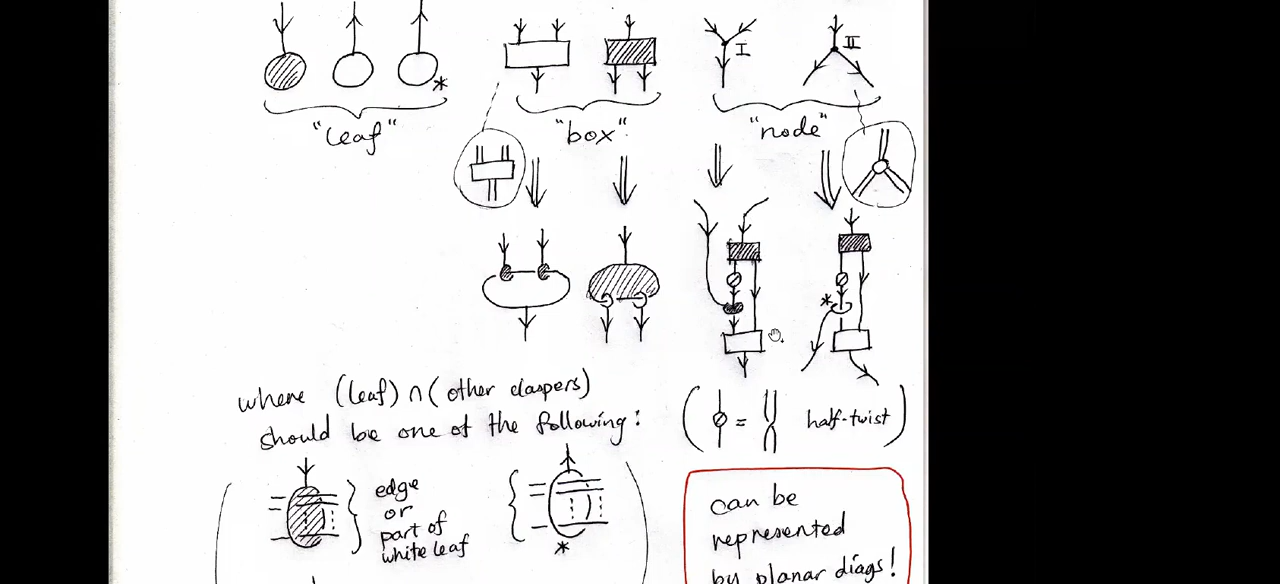 *
I
II
"leaf"
"box"
"node"
*
where (leaf) ∩ (other claspers)
should be one of the following:
( = half-twist )
edge
or
part of
white leaf
*
can be
represented
by planar diags!